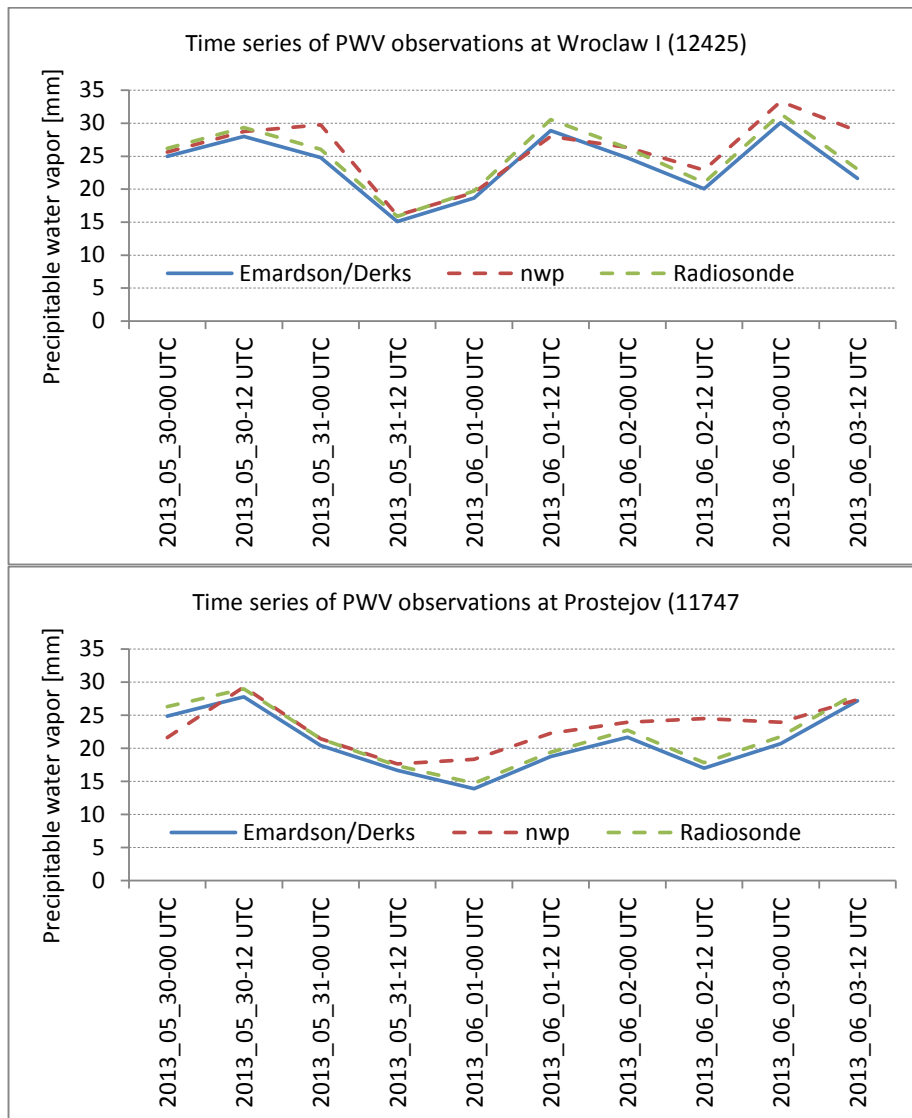 Time series of PWV observations at Wroclaw I (12425)
Precipitable water vapor [mm]
35
30
25
20
15
10
5
0
Emardson/Derks nwp Radiosonde
2013_05_30-00 UTC
2013_05_30-12 UTC
2013_05_31-00 UTC
2013_05_31-12 UTC
2013_06_01-00 UTC
2013_06_01-12 UTC
2013_06_02-00 UTC
2013_06_02-12 UTC
2013_06_03-00 UTC
2013_06_03-12 UTC
Time series of PWV observations at Prostejov (11747
Precipitable water vapor [mm]
35
30
25
20
15
10
5
0
Emardson/Derks nwp Radiosonde
2013_05_30-00 UTC
2013_05_30-12 UTC
2013_05_31-00 UTC
2013_05_31-12 UTC
2013_06_01-00 UTC
2013_06_01-12 UTC
2013_06_02-00 UTC
2013_06_02-12 UTC
2013_06_03-00 UTC
2013_06_03-12 UTC